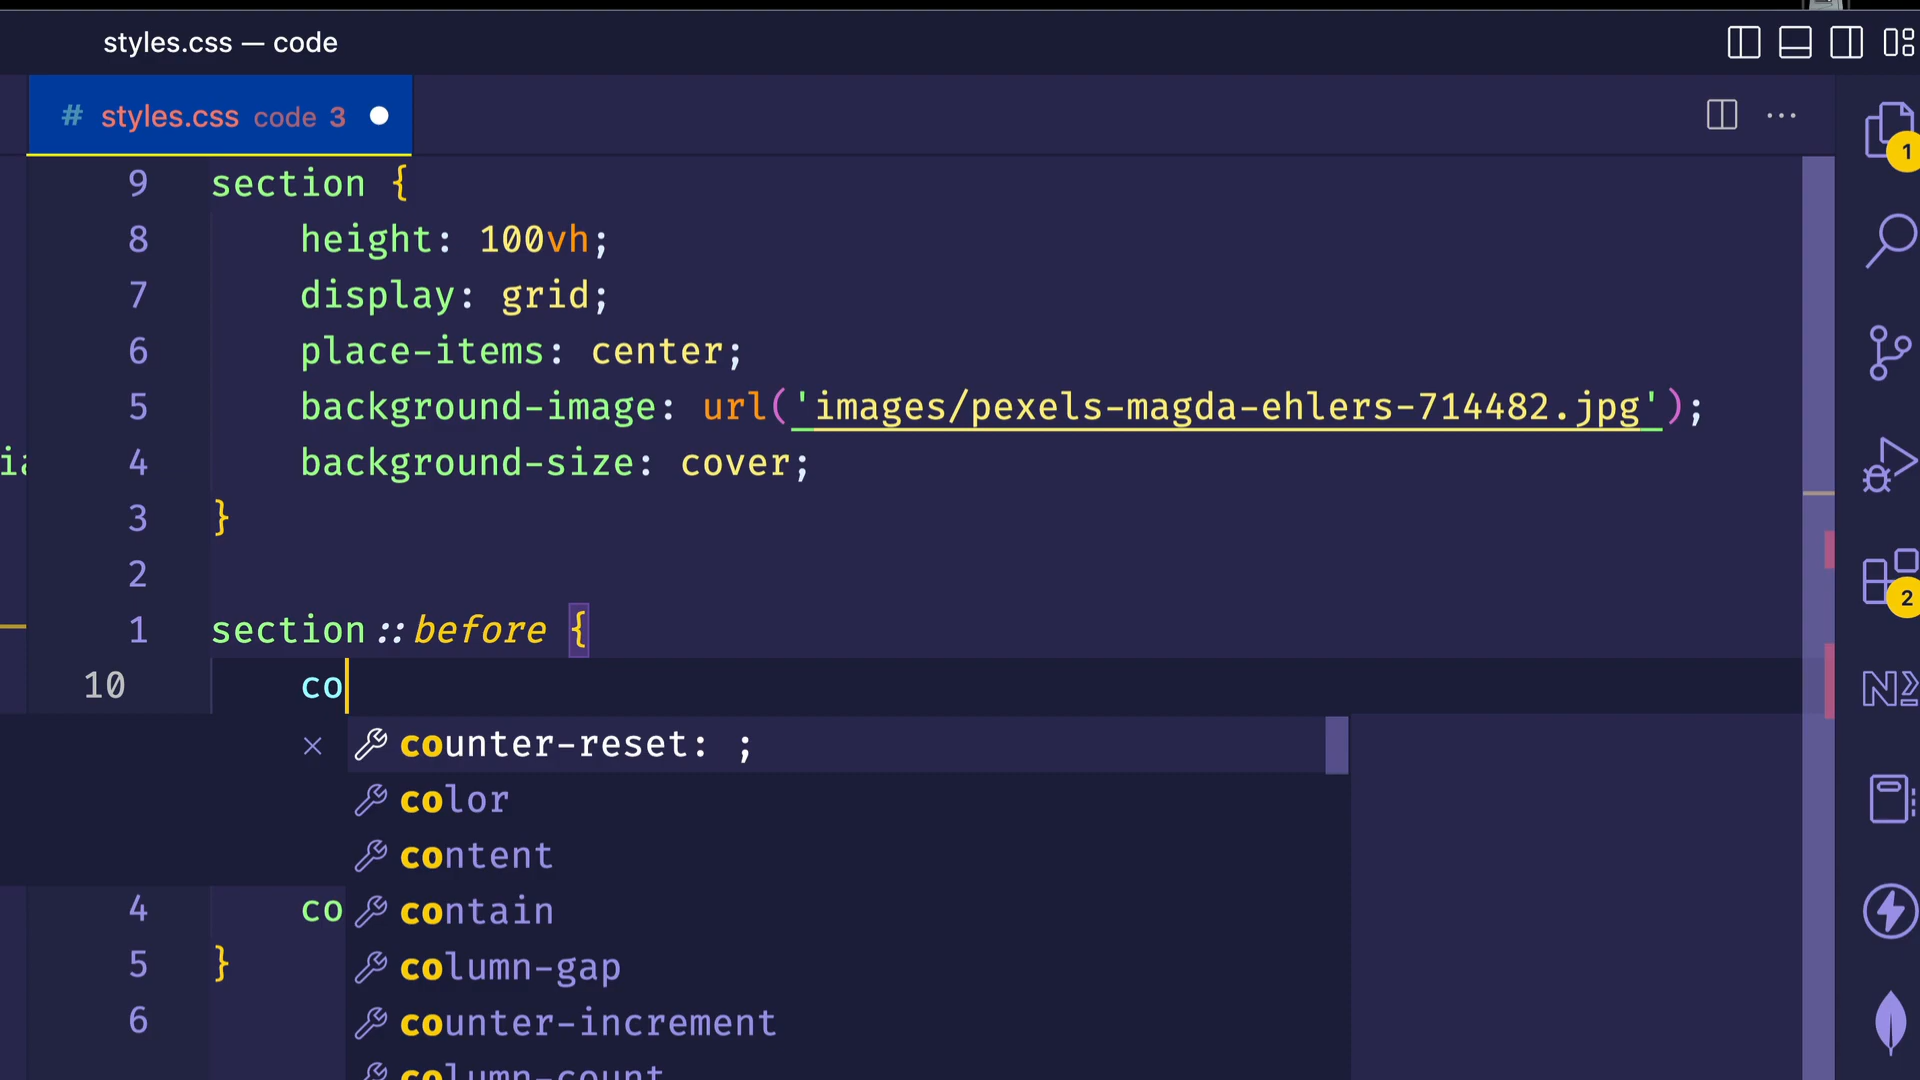 styles.css — code
# styles.css code 3
1
9 section {
8 height: 100vh;
7 display: grid;
6 place-items: center;
5 background-image: url('images/pexels-magda-ehlers-714482.jpg');
4 background-size: cover;
3 }
2
1 section::before {
2
10 co
counter-reset: ;
color
content
4 co contain
5 } column-gap
6 counter-increment
column-count